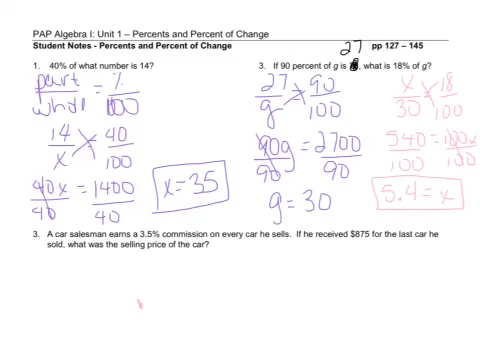 PAP Algebra I: Unit 1 – Percents and Percent of Change
Student Notes - Percents and Percent of Change 27 pp 127 – 145
1. 40% of what number is 14?
part/whole = %/100
14/x = 40/100
40x/40 = 1400/40
x = 35
3. If 90 percent of g is , what is 18% of g?
27/g = 90/100
90g/90 = 2700/90
g = 30
x/30 = 18/100
540/100 = 100x/100
5.4 = x
3. A car salesman earns a 3.5% commission on every car he sells. If he received $875 for the last car he
sold, what was the selling price of the car?